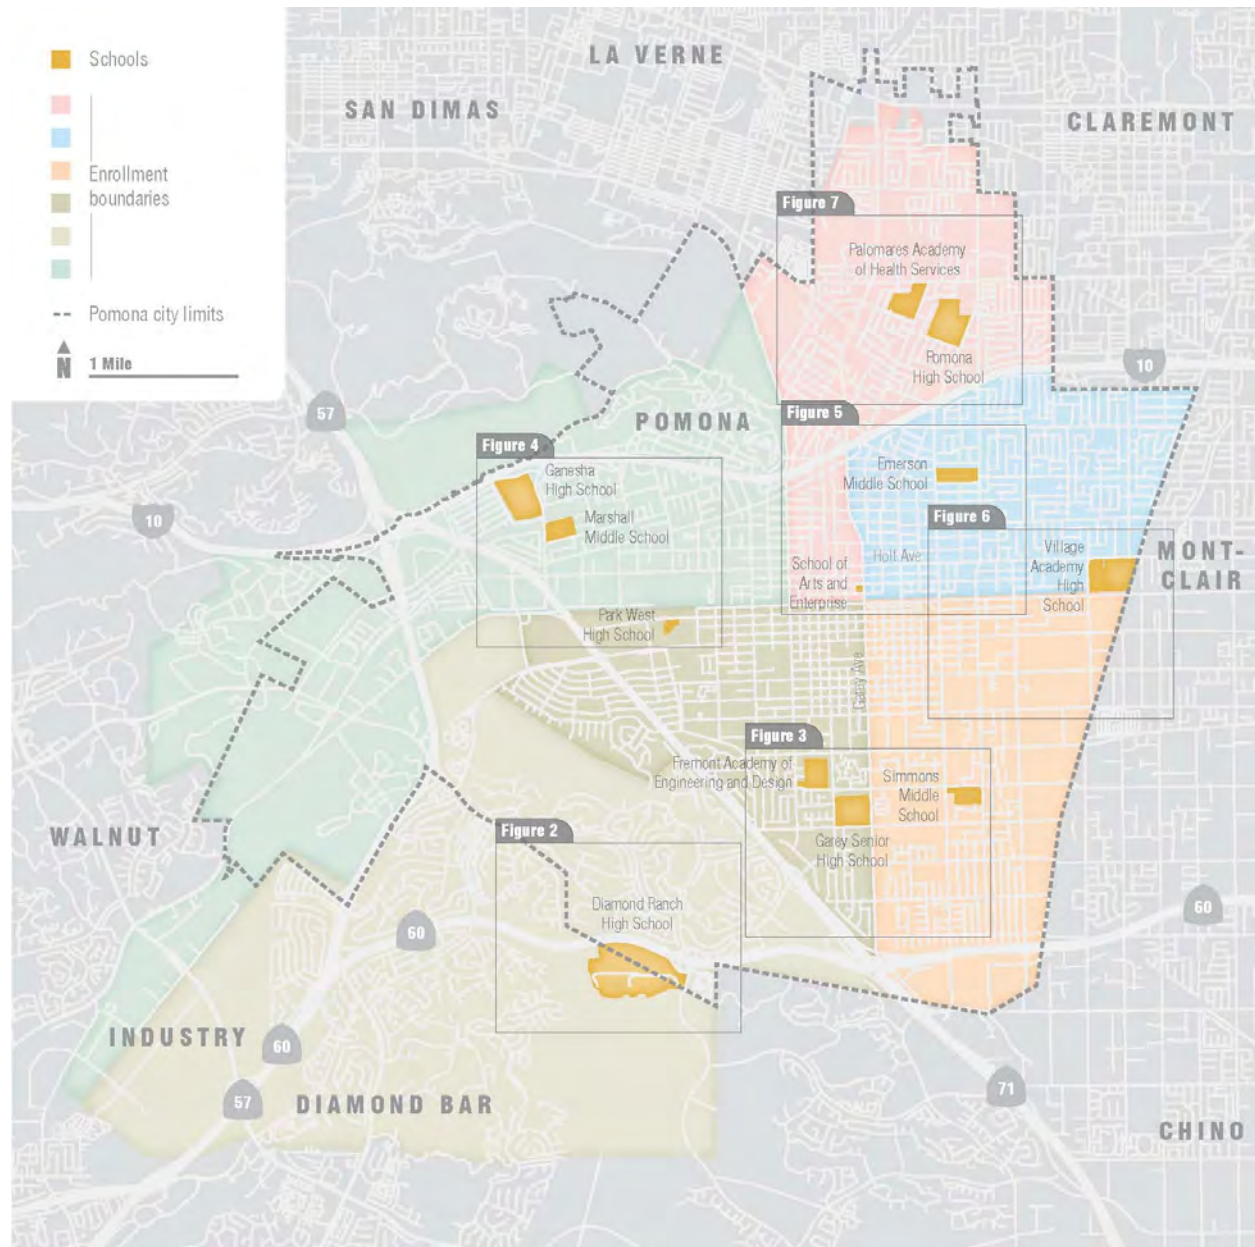 Schools
Enrollment
boundaries
Pomona city limits
N
1 Mile
LA VERNE
SAN DIMAS
CLAREMONT
Figure 7
Palomares Academy
of Health Services
Pomona
High School
10
57
POMONA
Figure 5
Figure 4
Ganesha
High School
Emerson
Middle School
Marshall
Middle School
10
Figure 6
Holt Ave
Village
Academy
High
School
MONT-
CLAIR
School of
Arts and
Enterprise
Park West
High School
Garey Ave
Figure 3
Fremont Academy of
Engineering and Design
Simmons
Middle
School
Garey Senior
High School
WALNUT
Figure 2
Diamond Ranch
High School
60
60
INDUSTRY
60
57
DIAMOND BAR
71
CHINO